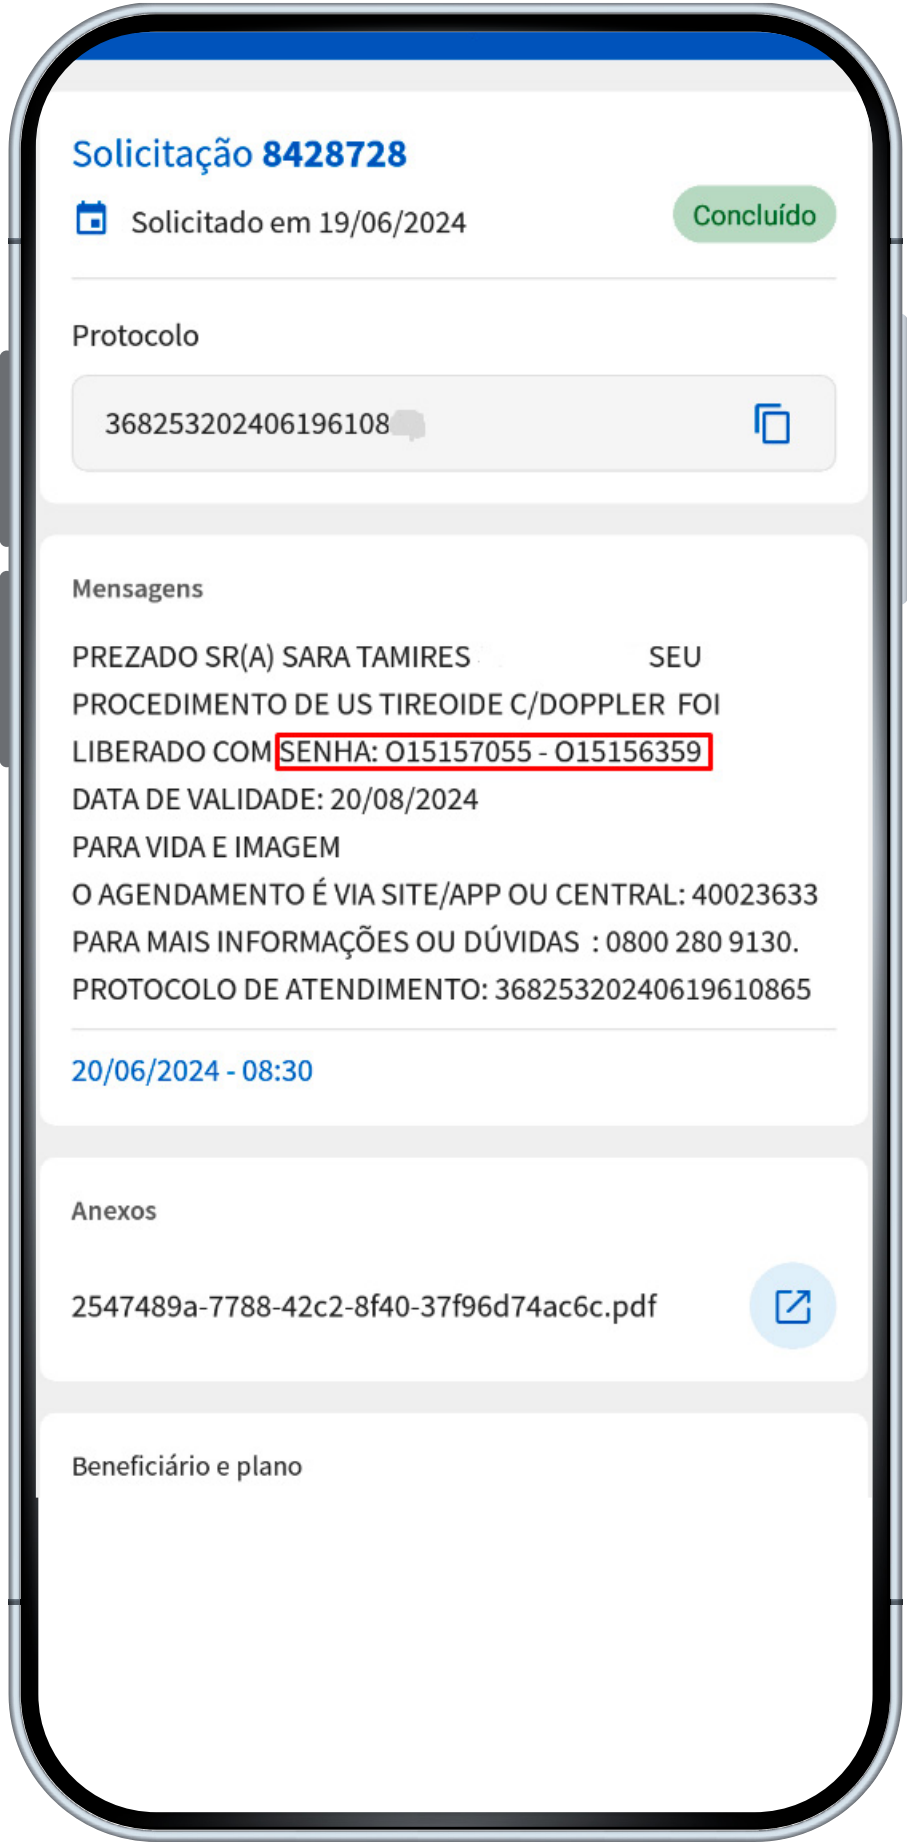 Solicitação 8428728
Solicitado em 19/06/2024
Concluído
Protocolo
368253202406196108
Mensagens
PREZADO SR(A) SARA TAMIRES SEU
PROCEDIMENTO DE US TIREOIDE C/DOPPLER FOI
LIBERADO COM SENHA: O15157055 - O15156359
DATA DE VALIDADE: 20/08/2024
PARA VIDA E IMAGEM
O AGENDAMENTO É VIA SITE/APP OU CENTRAL: 40023633
PARA MAIS INFORMAÇÕES OU DÚVIDAS : 0800 280 9130.
PROTOCOLO DE ATENDIMENTO: 36825320240619610865
20/06/2024 - 08:30
Anexos
2547489a-7788-42c2-8f40-37f96d74ac6c.pdf
Beneficiário e plano